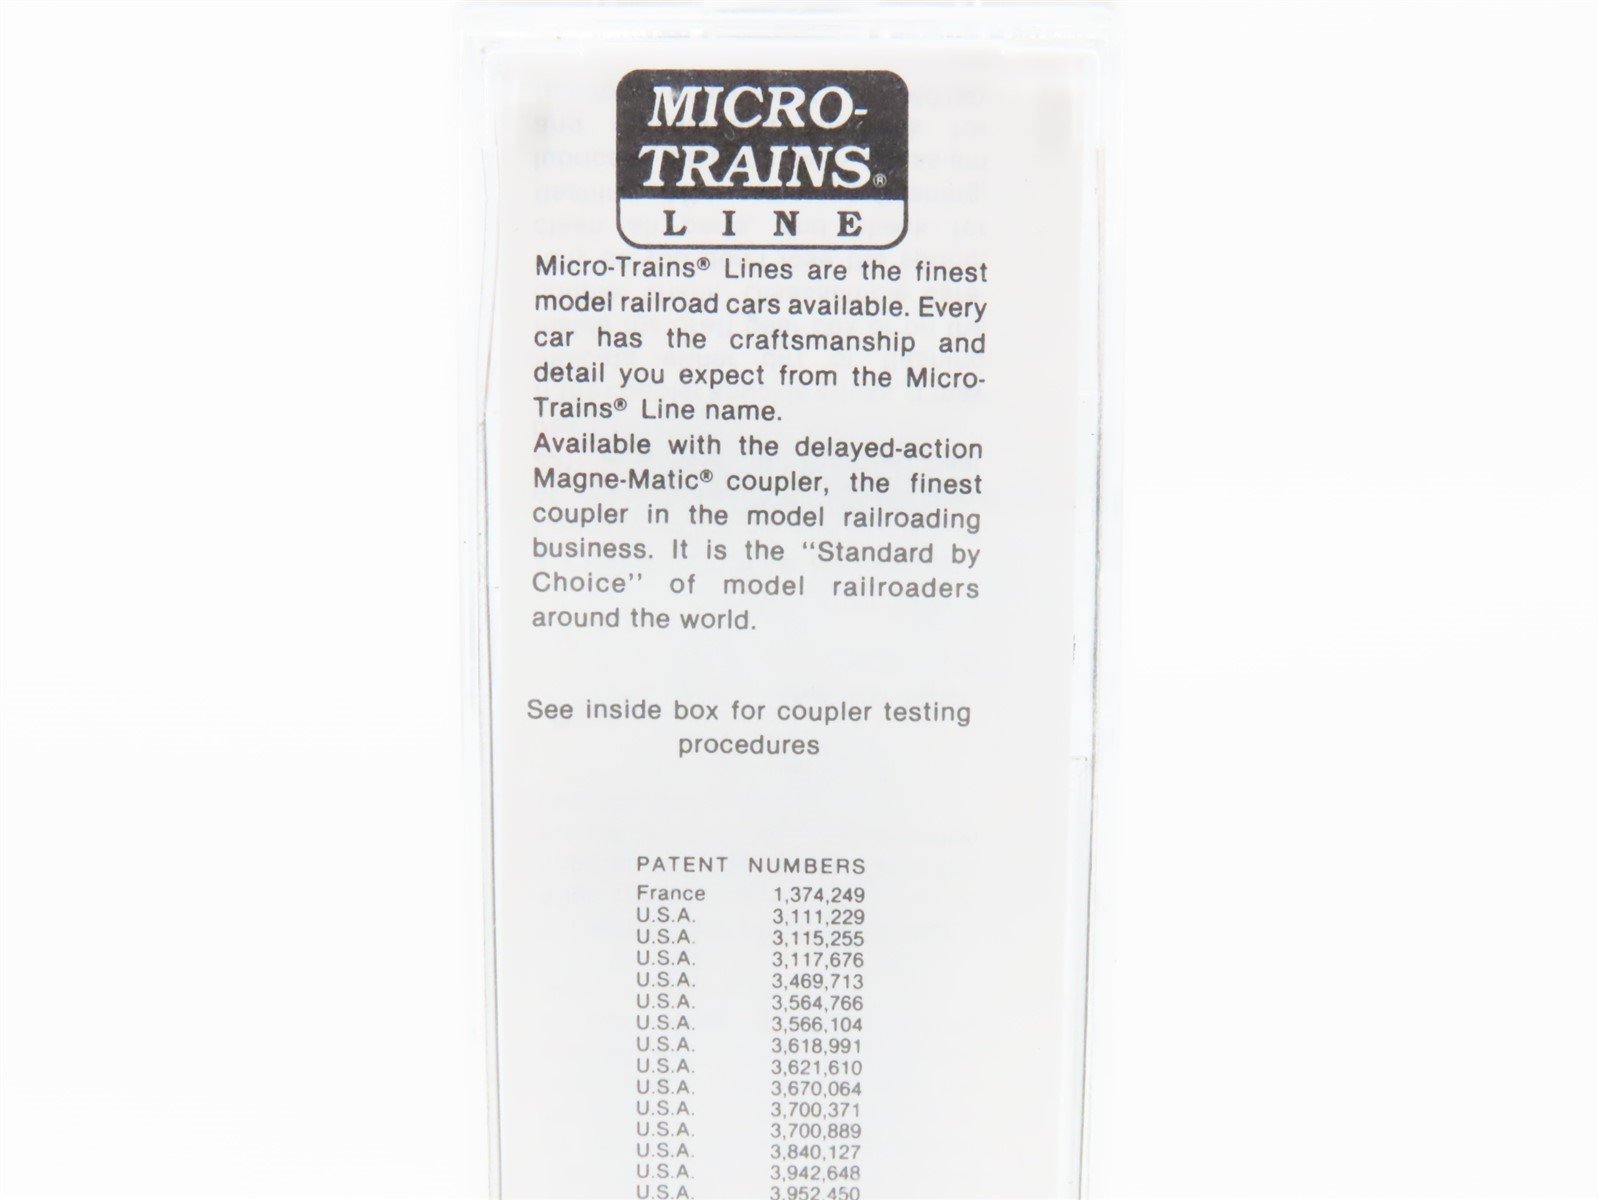 MICRO-
TRAINS®
LINE
Micro-Trains® Lines are the finest
model railroad cars available. Every
car has the craftsmanship and
detail you expect from the Micro-
Trains® Line name.
Available with the delayed-action
Magne-Matic® coupler, the finest
coupler in the model railroading
business. It is the “Standard by
Choice” of model railroaders
around the world.
See inside box for coupler testing
procedures
PATENT NUMBERS
France 1,374,249
U.S.A. 3,111,229
U.S.A. 3,115,255
U.S.A. 3,117,676
U.S.A. 3,469,713
U.S.A. 3,564,766
U.S.A. 3,566,104
U.S.A. 3,618,991
U.S.A. 3,621,610
U.S.A. 3,670,064
U.S.A. 3,700,371
U.S.A. 3,700,889
U.S.A. 3,840,127
U.S.A. 3,942,648
U.S.A. 3,952,450